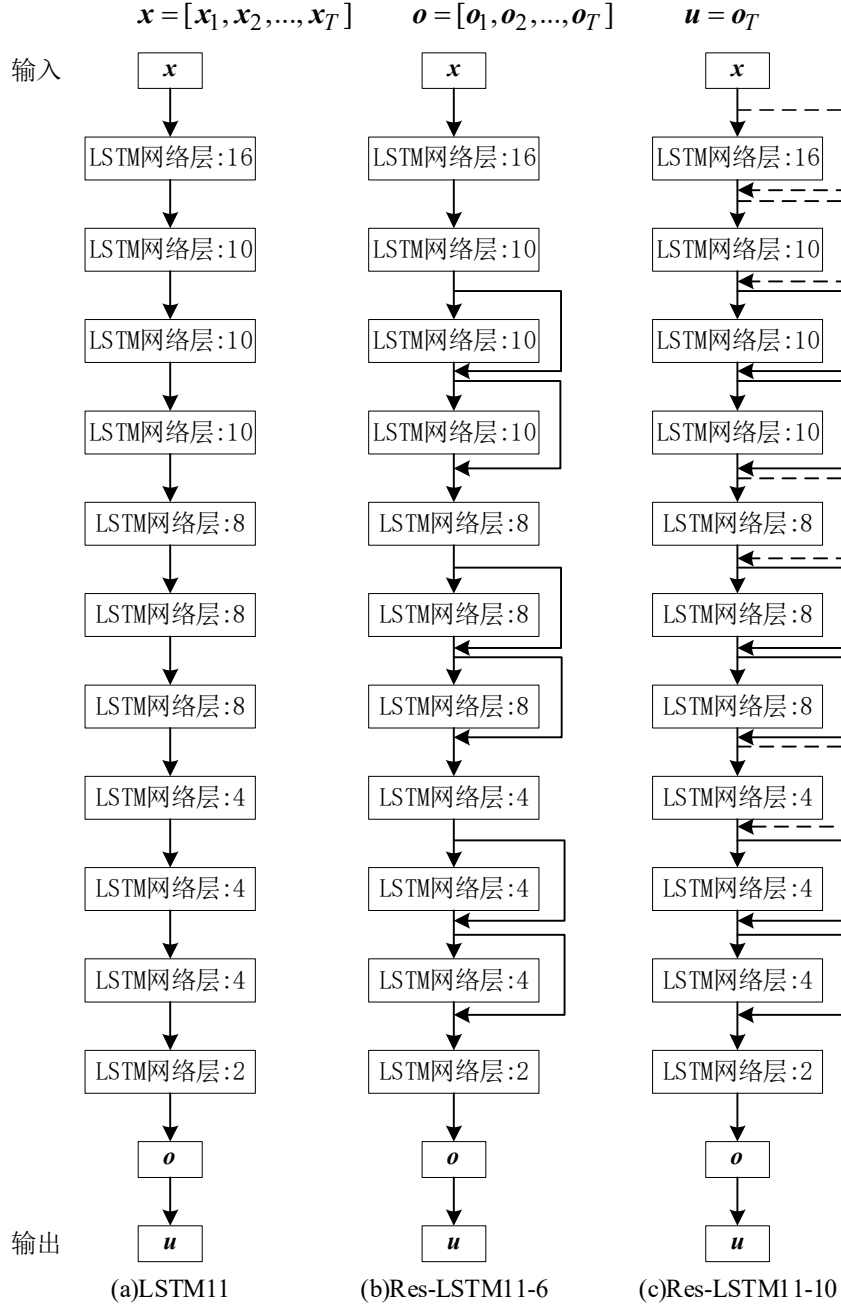 x = [x1, x2, ..., xT] o = [o1, o2, ..., oT] u = oT
输入 x x x
LSTM网络层:16 LSTM网络层:16 LSTM网络层:16
LSTM网络层:10 LSTM网络层:10 LSTM网络层:10
LSTM网络层:10 LSTM网络层:10 LSTM网络层:10
LSTM网络层:10 LSTM网络层:10 LSTM网络层:10
LSTM网络层:8 LSTM网络层:8 LSTM网络层:8
LSTM网络层:8 LSTM网络层:8 LSTM网络层:8
LSTM网络层:8 LSTM网络层:8 LSTM网络层:8
LSTM网络层:4 LSTM网络层:4 LSTM网络层:4
LSTM网络层:4 LSTM网络层:4 LSTM网络层:4
LSTM网络层:4 LSTM网络层:4 LSTM网络层:4
LSTM网络层:2 LSTM网络层:2 LSTM网络层:2
o o o
输出 u u u
(a)LSTM11 (b)Res-LSTM11-6 (c)Res-LSTM11-10